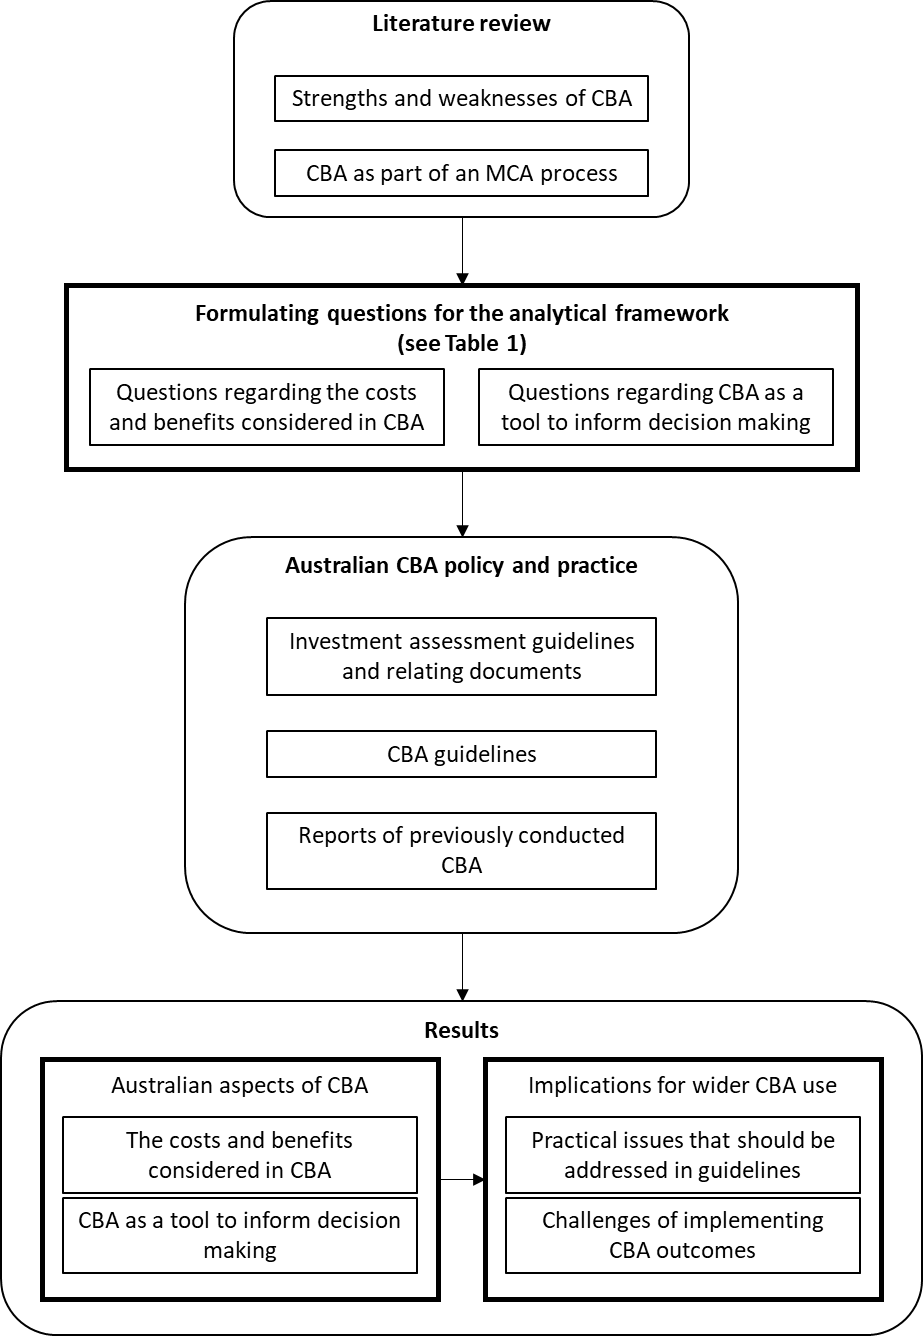 Literature review
Strengths and weaknesses of CBA
CBA as part of an MCA process
Formulating questions for the analytical framework
(see Table 1)
Questions regarding the costs
and benefits considered in CBA
Questions regarding CBA as a
tool to inform decision making
Australian CBA policy and practice
Investment assessment guidelines
and relating documents
CBA guidelines
Reports of previously conducted
CBA
Results
Australian aspects of CBA
The costs and benefits
considered in CBA
CBA as a tool to inform decision
making
Implications for wider CBA use
Practical issues that should be
addressed in guidelines
Challenges of implementing
CBA outcomes